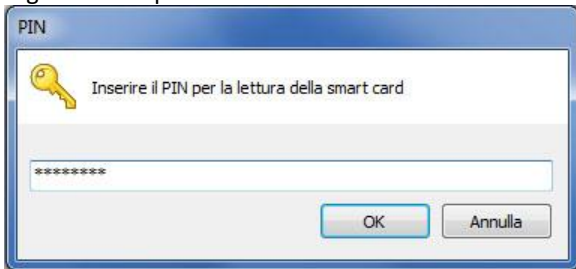 PIN
Inserire il PIN per la lettura della smart card
********
OK
Annulla